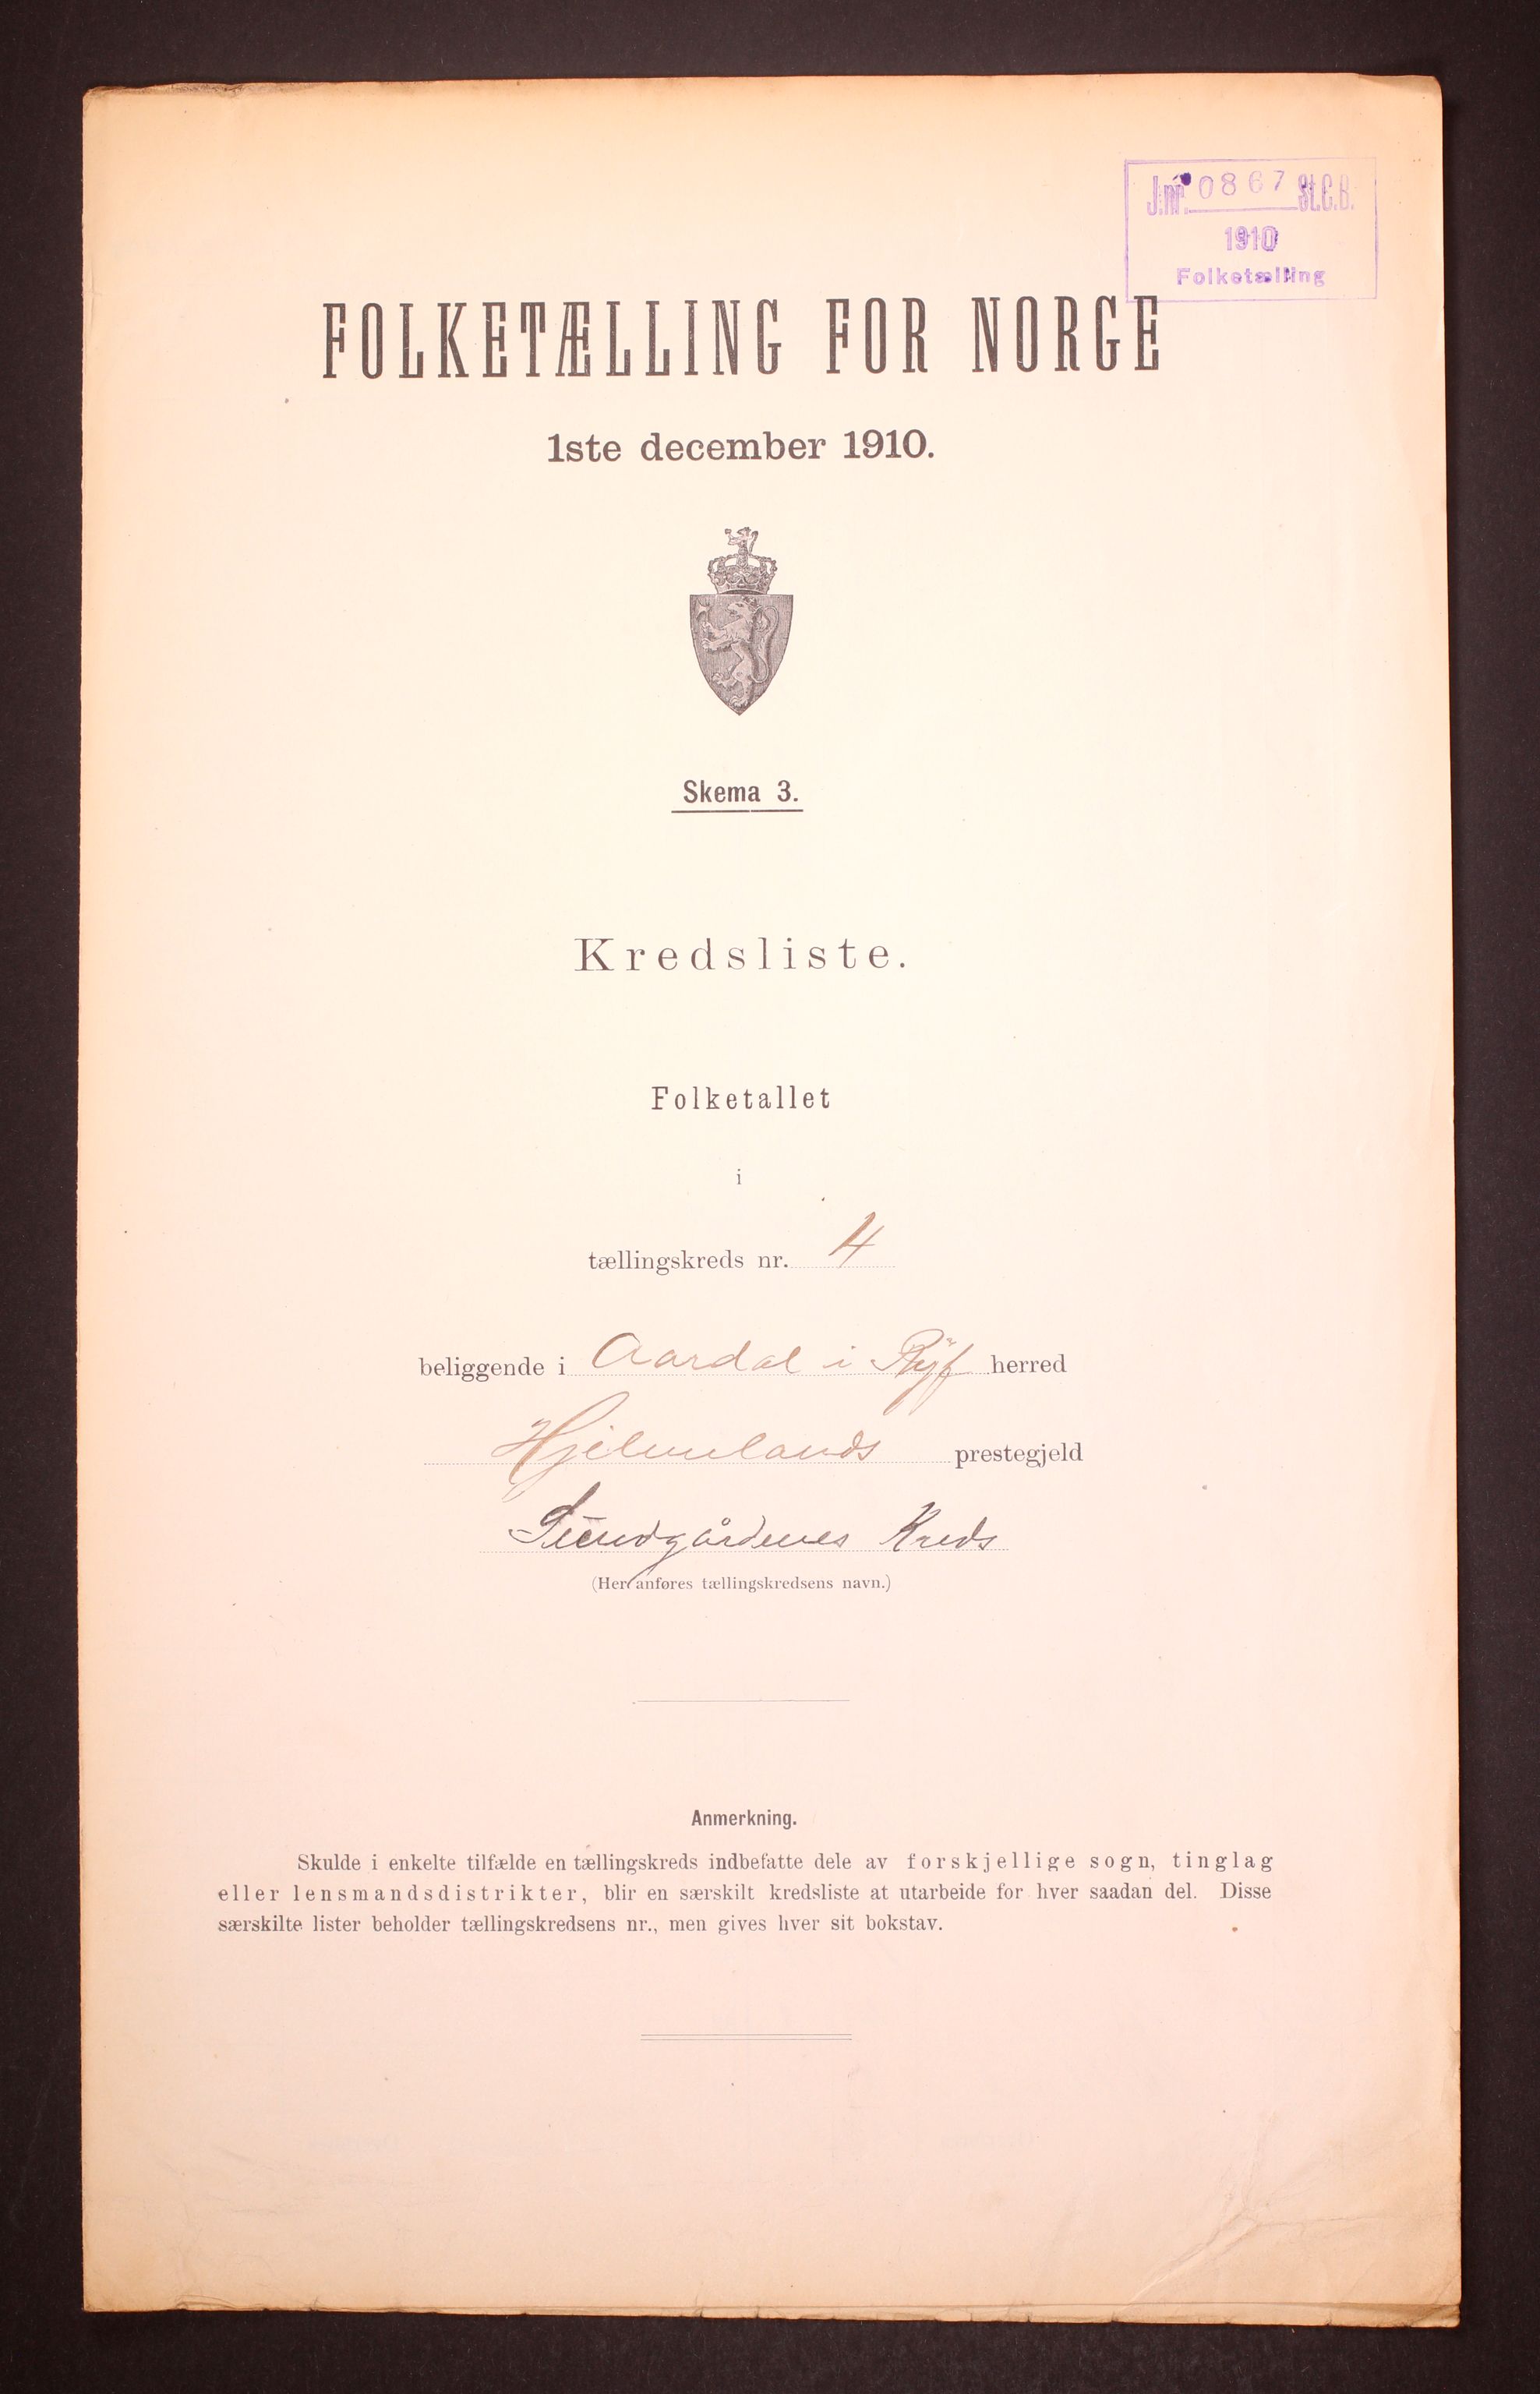 J.nr. 0867 St.C.B.
1910
Folketælling
FOLKETÆLLING FOR NORGE
1ste december 1910.
Skema 3.
Kredsliste.
Folketallet
i
tællingskreds nr. 4
beliggende i Aardal i Ryf herred
Hjelmelands prestegjeld
Kreds
(Her anføres tællingskredsens navn.)
Anmerkning.
Skulde i enkelte tilfælde en tællingskreds indbefatte dele av forskjellige sogn, tinglag
eller lensmandsdistrikter, blir en særskilt kredsliste at utarbeide for hver saadan del. Disse
særskilte lister beholder tællingskredsens nr., men gives hver sit bokstav.